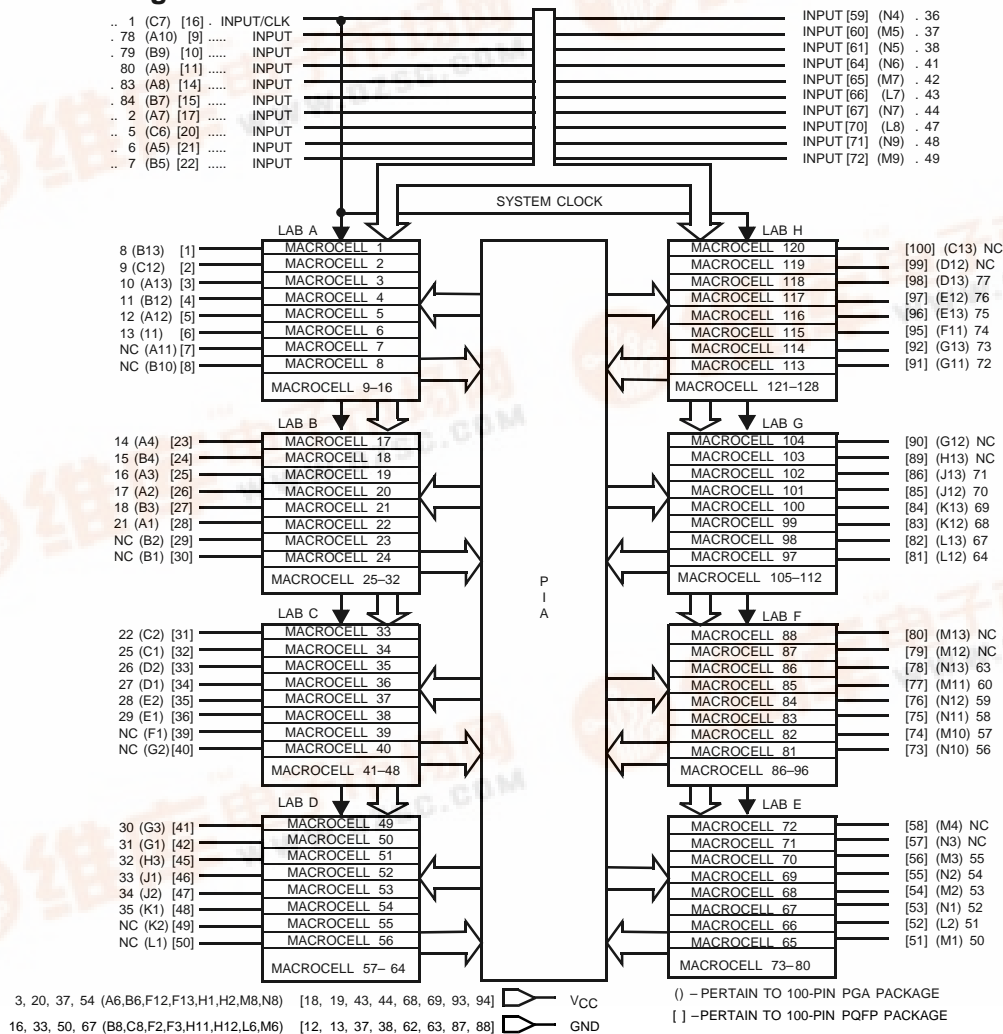 .. 1 (C7) [16] . INPUT/CLK
. 78 (A10) [9] ..... INPUT
. 79 (B9) [10] ..... INPUT
80 (A9) [11] ..... INPUT
. 83 (A8) [14] ..... INPUT
. 84 (B7) [15] ..... INPUT
.. 2 (A7) [17] ..... INPUT
.. 5 (C6) [20] ..... INPUT
.. 6 (A5) [21] ..... INPUT
.. 7 (B5) [22] ..... INPUT
INPUT [59] (N4) . 36
INPUT [60] (M5) . 37
INPUT [61] (N5) . 38
INPUT [64] (N6) . 41
INPUT [65] (M7) . 42
INPUT [66] (L7) . 43
INPUT [67] (N7) . 44
INPUT [70] (L8) . 47
INPUT [71] (N9) . 48
INPUT [72] (M9) . 49
SYSTEM CLOCK
LAB A
8 (B13) [1] MACROCELL 1
9 (C12) [2] MACROCELL 2
10 (A13) [3] MACROCELL 3
11 (B12) [4] MACROCELL 4
12 (A12) [5] MACROCELL 5
13 (11) [6] MACROCELL 6
NC (A11) [7] MACROCELL 7
NC (B10) [8] MACROCELL 8
MACROCELL 9–16
LAB H
MACROCELL 120 [100] (C13) NC
MACROCELL 119 [99] (D12) NC
MACROCELL 118 [98] (D13) 77
MACROCELL 117 [97] (E12) 76
MACROCELL 116 [96] (E13) 75
MACROCELL 115 [95] (F11) 74
MACROCELL 114 [92] (G13) 73
MACROCELL 113 [91] (G11) 72
MACROCELL 121–128
LAB B
14 (A4) [23] MACROCELL 17
15 (B4) [24] MACROCELL 18
16 (A3) [25] MACROCELL 19
17 (A2) [26] MACROCELL 20
18 (B3) [27] MACROCELL 21
21 (A1) [28] MACROCELL 22
NC (B2) [29] MACROCELL 23
NC (B1) [30] MACROCELL 24
MACROCELL 25–32
LAB G
MACROCELL 104 [90] (G12) NC
MACROCELL 103 [89] (H13) NC
MACROCELL 102 [86] (J13) 71
MACROCELL 101 [85] (J12) 70
MACROCELL 100 [84] (K13) 69
MACROCELL 99 [83] (K12) 68
MACROCELL 98 [82] (L13) 67
MACROCELL 97 [81] (L12) 64
MACROCELL 105–112
P
I
A
LAB C
22 (C2) [31] MACROCELL 33
25 (C1) [32] MACROCELL 34
26 (D2) [33] MACROCELL 35
27 (D1) [34] MACROCELL 36
28 (E2) [35] MACROCELL 37
29 (E1) [36] MACROCELL 38
NC (F1) [39] MACROCELL 39
NC (G2) [40] MACROCELL 40
MACROCELL 41–48
LAB F
MACROCELL 88 [80] (M13) NC
MACROCELL 87 [79] (M12) NC
MACROCELL 86 [78] (N13) 63
MACROCELL 85 [77] (M11) 60
MACROCELL 84 [76] (N12) 59
MACROCELL 83 [75] (N11) 58
MACROCELL 82 [74] (M10) 57
MACROCELL 81 [73] (N10) 56
MACROCELL 86–96
LAB D
30 (G3) [41] MACROCELL 49
31 (G1) [42] MACROCELL 50
32 (H3) [45] MACROCELL 51
33 (J1) [46] MACROCELL 52
34 (J2) [47] MACROCELL 53
35 (K1) [48] MACROCELL 54
NC (K2) [49] MACROCELL 55
NC (L1) [50] MACROCELL 56
MACROCELL 57– 64
LAB E
MACROCELL 72 [58] (M4) NC
MACROCELL 71 [57] (N3) NC
MACROCELL 70 [56] (M3) 55
MACROCELL 69 [55] (N2) 54
MACROCELL 68 [54] (M2) 53
MACROCELL 67 [53] (N1) 52
MACROCELL 66 [52] (L2) 51
MACROCELL 65 [51] (M1) 50
MACROCELL 73–80
3, 20, 37, 54 (A6,B6,F12,F13,H1,H2,M8,N8) [18, 19, 43, 44, 68, 69, 93, 94] VCC
16, 33, 50, 67 (B8,C8,F2,F3,H11,H12,L6,M6) [12, 13, 37, 38, 62, 63, 87, 88] GND
() – PERTAIN TO 100-PIN PGA PACKAGE
[ ] –PERTAIN TO 100-PIN PQFP PACKAGE